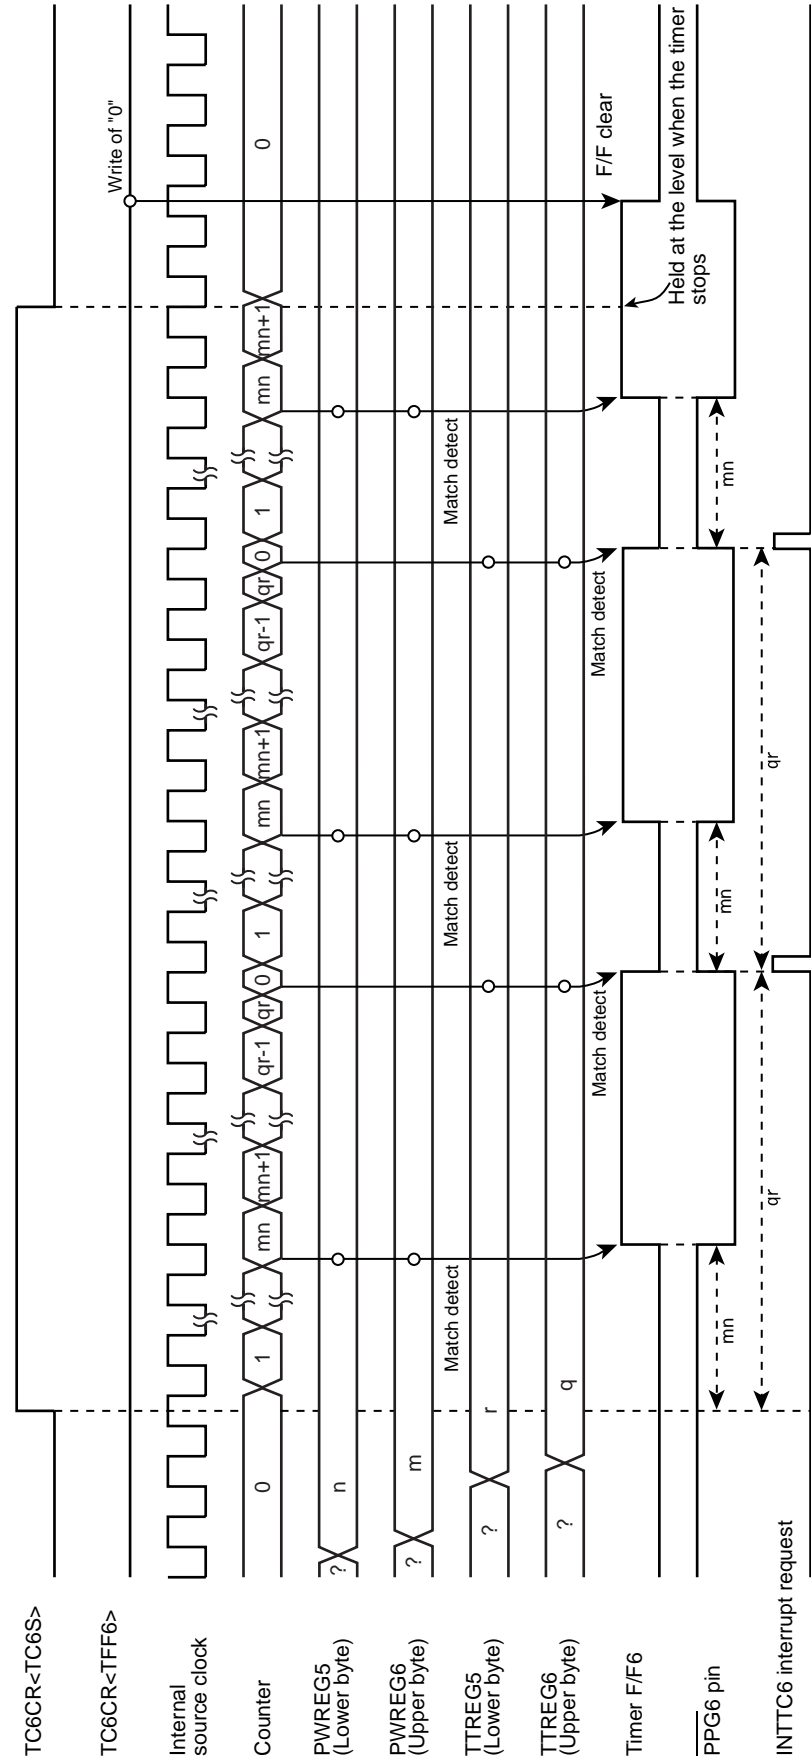 TC6CR<TC6S>
TC6CR<TFF6>
Write of "0"
Internal
source clock
Counter
0
1
mn
mn+1
qr-1
qr
0
1
mn
mn+1
qr-1
qr
0
1
mn
mn+1
0
PWREG5
(Lower byte)
?
n
PWREG6
(Upper byte)
?
m
Match detect
Match detect
Match detect
TTREG5
(Lower byte)
?
r
TTREG6
(Upper byte)
?
q
Match detect
Match detect
F/F clear
Timer F/F6
Held at the level when the timer
stops
PPG6 pin
mn
mn
mn
qr
qr
INTTC6 interrupt request